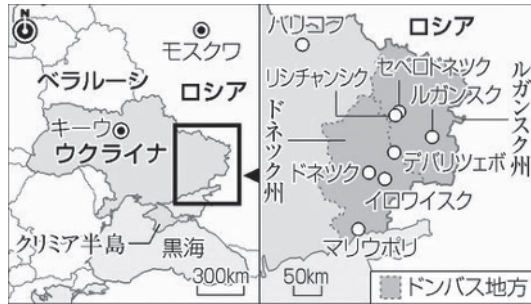 モスクワ
ベラルーシ
ロシア
キーウ
ウクライナ
クリミア半島
黒海
300km
ロシア
ハリコフ
セベロドネツク
リシチャンシク
ルガンスク
ルガンスク州
ドネツク州
デバリツェボ
ドネツク
イロワイスク
マリウポリ
50km
ドンバス地方